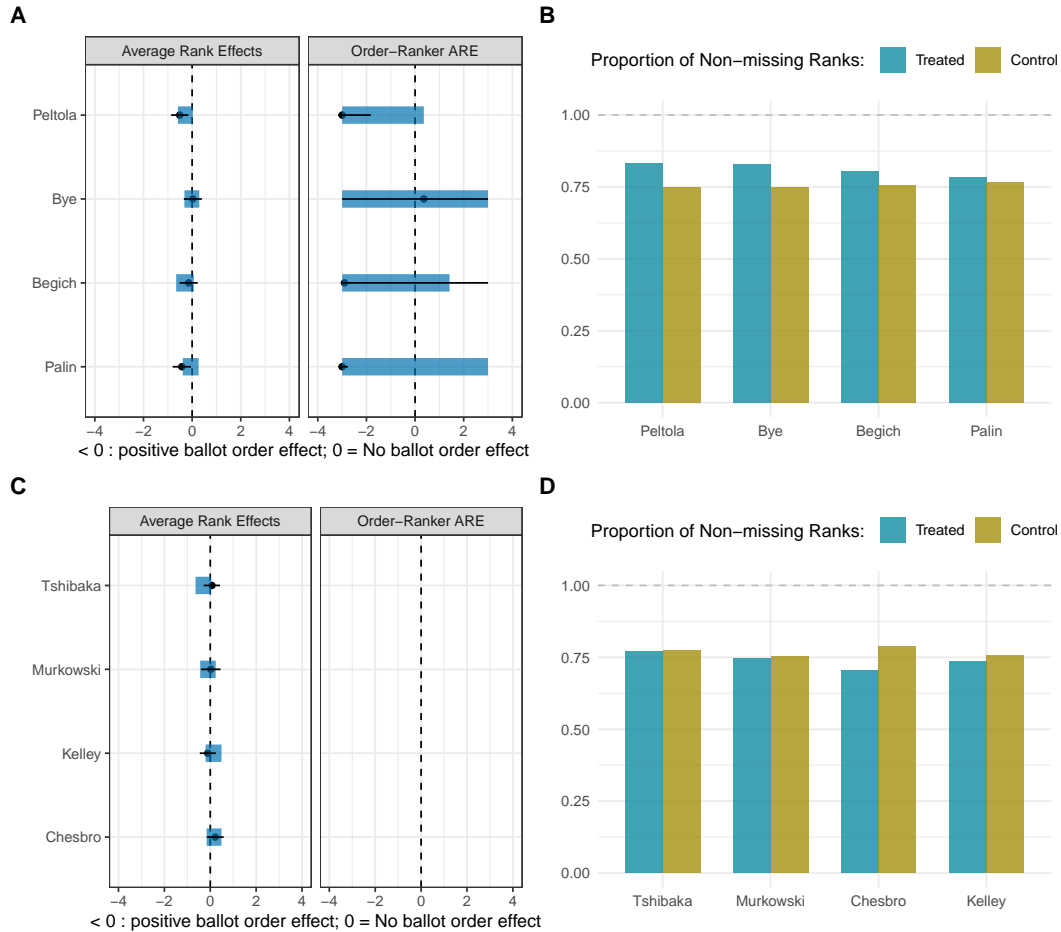 A
Average Rank Effects
Order−Ranker ARE
Peltola
Bye
Begich
Palin
−4 −2 0 2 4
−4 −2 0 2 4
< 0 : positive ballot order effect; 0 = No ballot order effect
B
Proportion of Non−missing Ranks: Treated Control
1.00
0.75
0.50
0.25
0.00
Peltola Bye Begich Palin
C
Average Rank Effects
Order−Ranker ARE
Tshibaka
Murkowski
Kelley
Chesbro
−4 −2 0 2 4
−4 −2 0 2 4
< 0 : positive ballot order effect; 0 = No ballot order effect
D
Proportion of Non−missing Ranks: Treated Control
1.00
0.75
0.50
0.25
0.00
Tshibaka Murkowski Chesbro Kelley